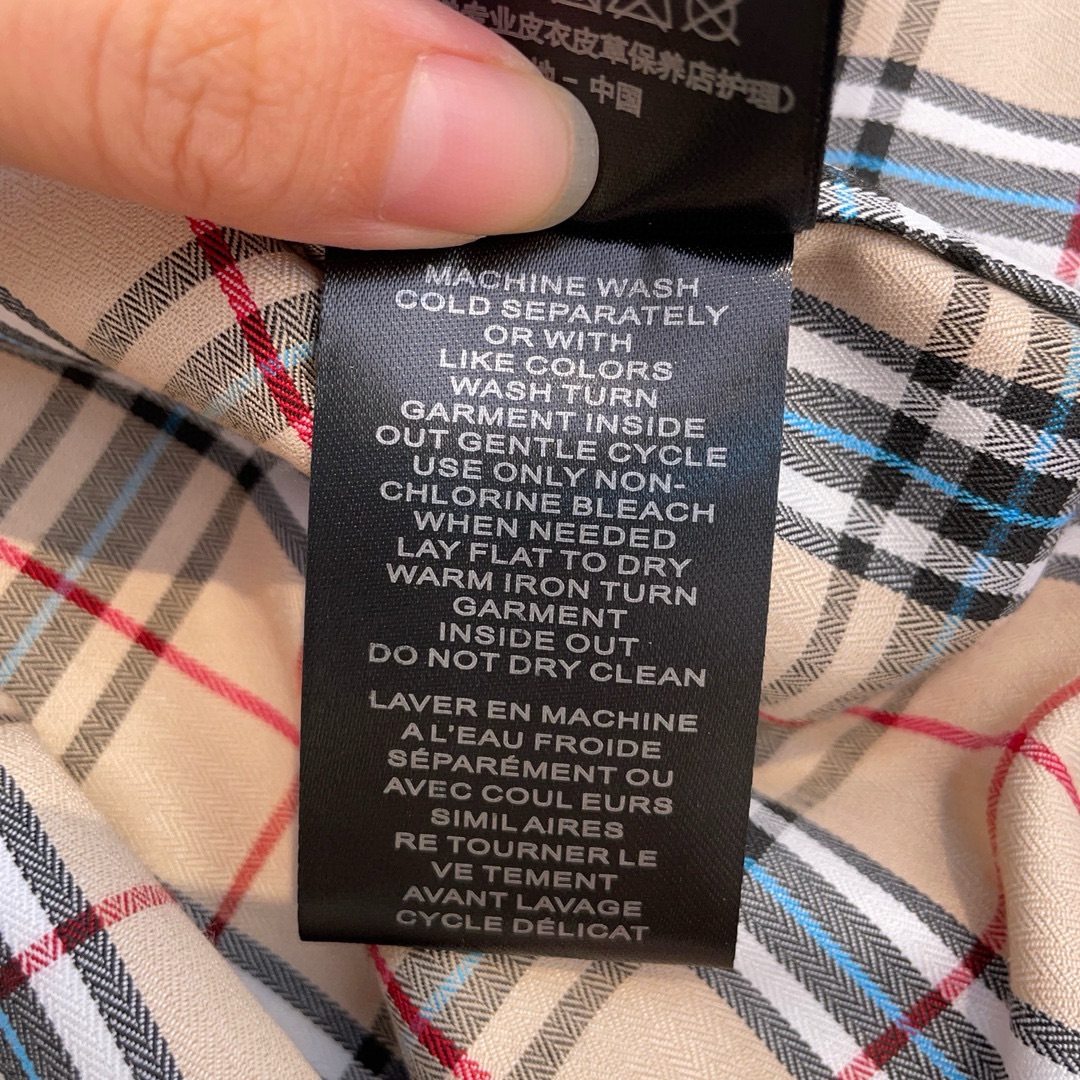 专业皮衣皮草保养店护理）
地 - 中国
MACHINE WASH
COLD SEPARATELY
OR WITH
LIKE COLORS
WASH TURN
GARMENT INSIDE
OUT GENTLE CYCLE
USE ONLY NON-
CHLORINE BLEACH
WHEN NEEDED
LAY FLAT TO DRY
WARM IRON TURN
GARMENT
INSIDE OUT
DO NOT DRY CLEAN
LAVER EN MACHINE
A L'EAU FROIDE
SÉPARÉMENT OU
AVEC COUL EURS
SIMIL AIRES
RE TOURNER LE
VE TEMENT
AVANT LAVAGE
CYCLE DÉLICAT